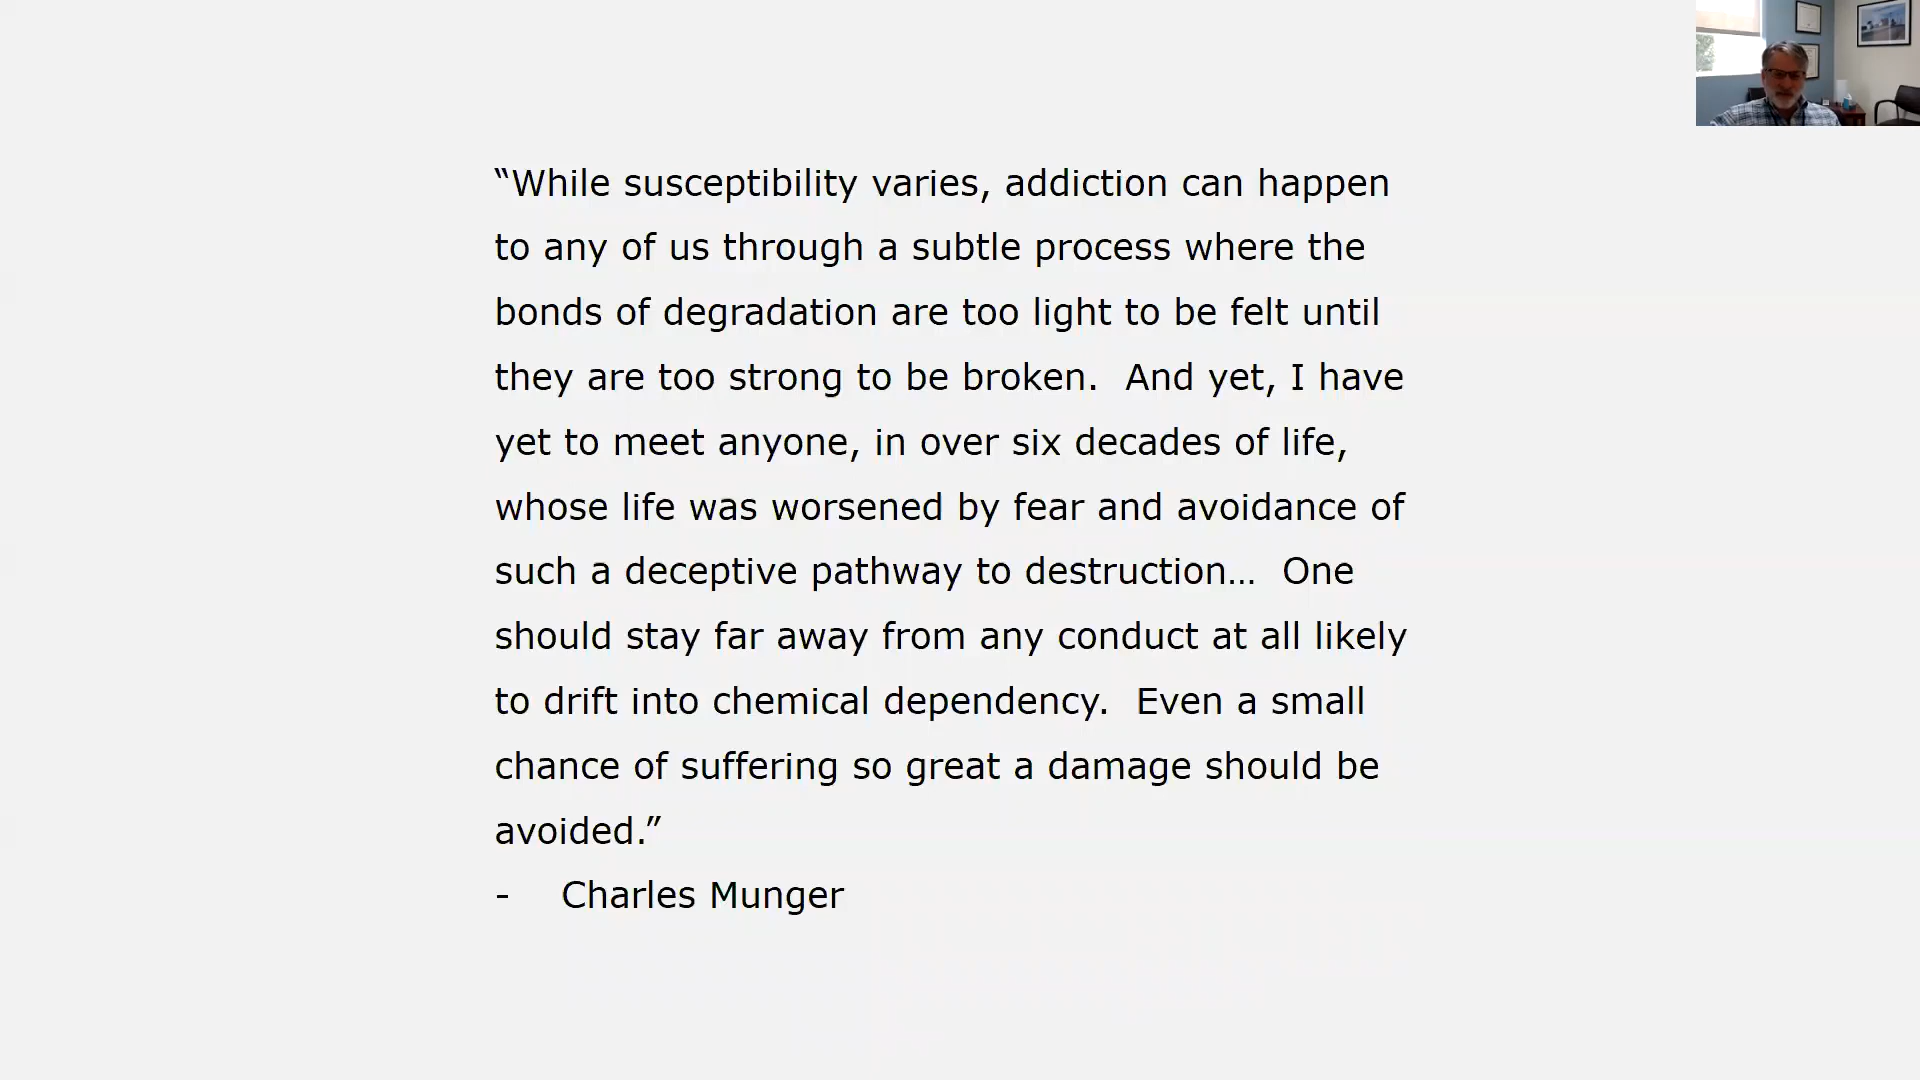 “While susceptibility varies, addiction can happen
to any of us through a subtle process where the
bonds of degradation are too light to be felt until
they are too strong to be broken.  And yet, I have
yet to meet anyone, in over six decades of life,
whose life was worsened by fear and avoidance of
such a deceptive pathway to destruction…  One
should stay far away from any conduct at all likely
to drift into chemical dependency.  Even a small
chance of suffering so great a damage should be
avoided.”
-    Charles Munger